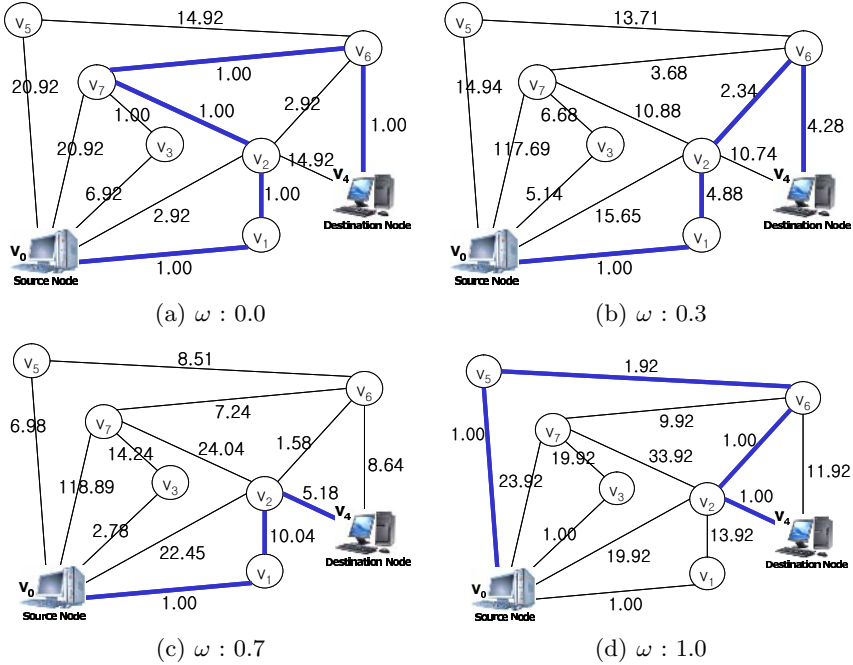 v5
14.92
v6
1.00
20.92
v7
1.00
1.00
2.92
1.00
v3
20.92
v2
14.92
V4
6.92
1.00
2.92
Destination Node
v1
V0
1.00
Source Node
(a) ω : 0.0
v5
13.71
v6
3.68
14.94
v7
2.34
10.88
6.68
4.28
v3
117.69
v2
10.74
V4
5.14
4.88
15.65
Destination Node
v1
V0
1.00
Source Node
(b) ω : 0.3
v5
8.51
v6
7.24
6.98
v7
24.04
1.58
14.24
8.64
v3
118.89
v2
5.18
V4
2.78
10.04
22.45
Destination Node
v1
V0
1.00
Source Node
(c) ω : 0.7
v5
1.92
v6
9.92
1.00
v7
1.00
33.92
19.92
11.92
23.92
v3
v2
1.00
V4
1.00
13.92
19.92
Destination Node
v1
V0
1.00
Source Node
(d) ω : 1.0